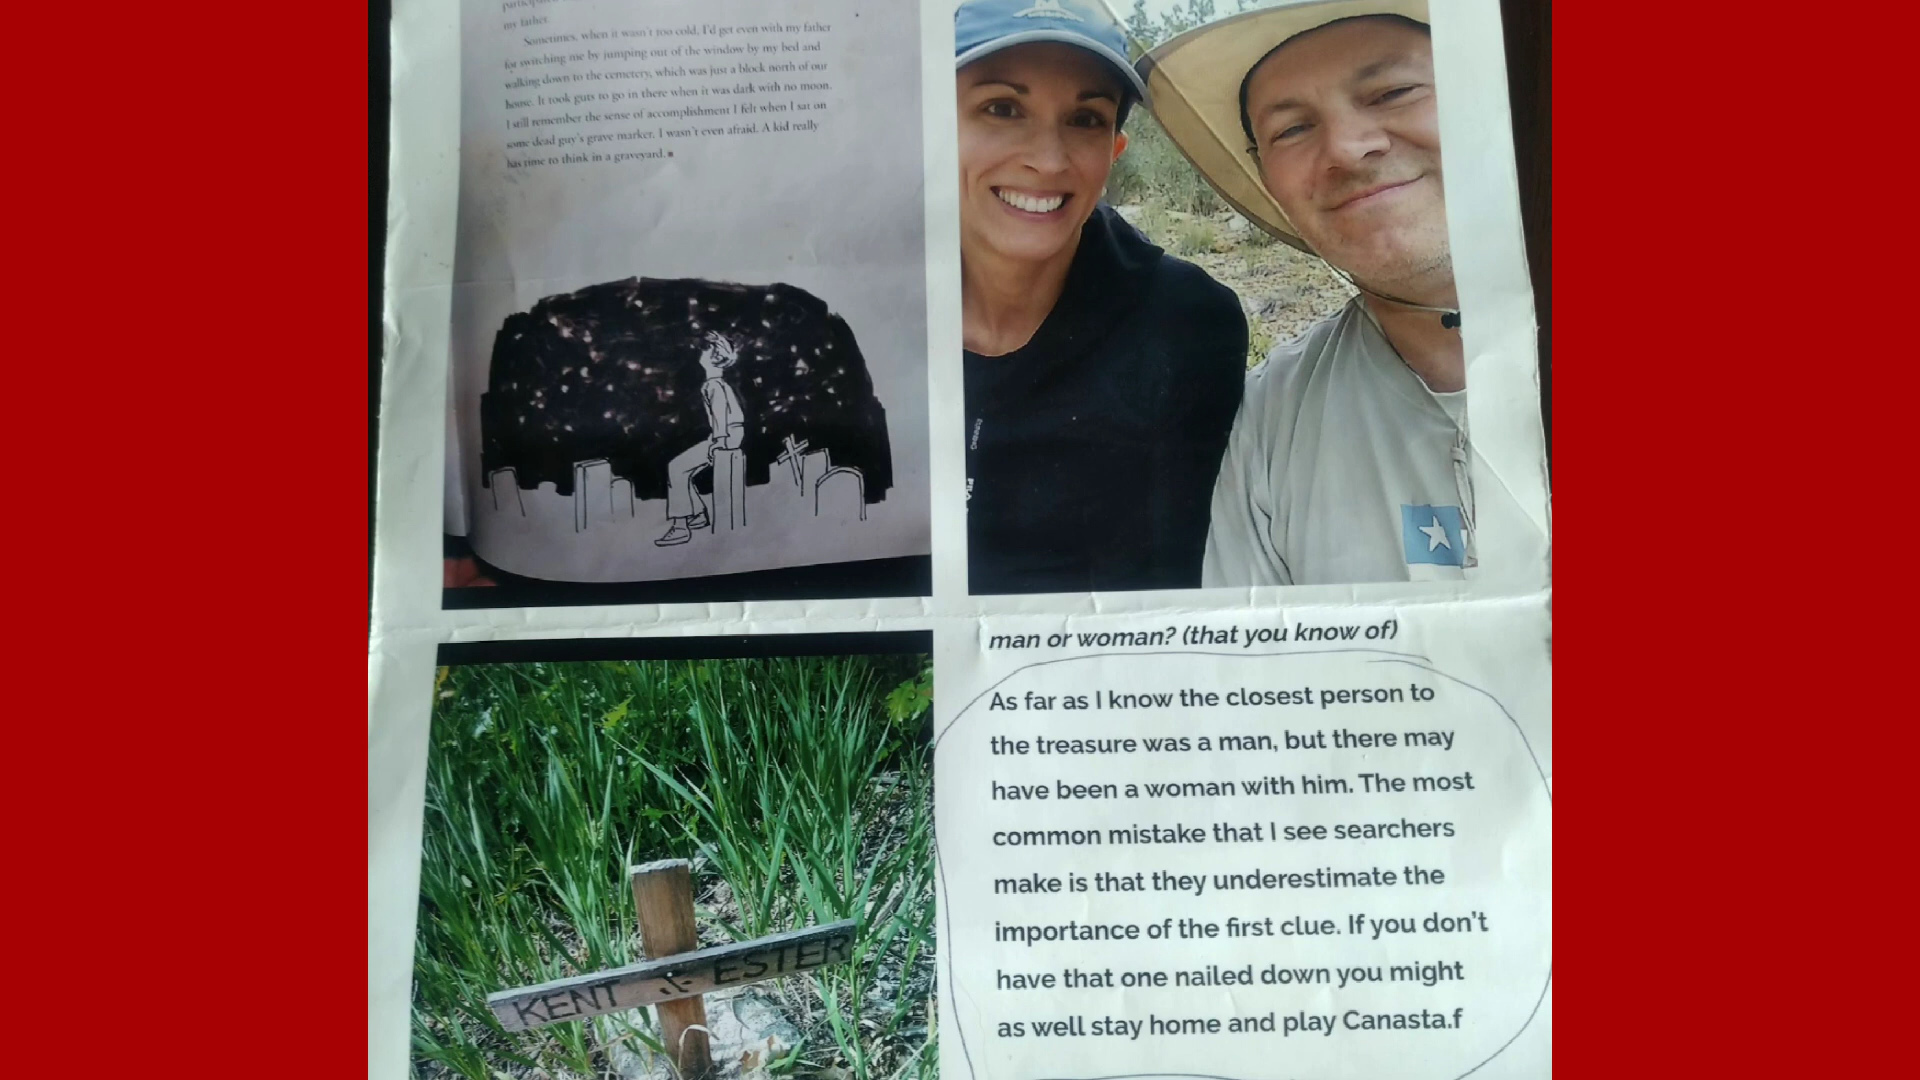 my father.
Sometimes, when it wasn't too cold, I'd get even with my father
for switching me by jumping out of the window by my bed and
walking down to the cemetery, which was just a block north of our
house. It took guts to go in there when it was dark with no moon.
I still remember the sense of accomplishment I felt when I sat on
some dead guy's grave marker. I wasn't even afraid. A kid really
has time to think in a graveyard.
FILA
RUNNING
KENT & ESTER
man or woman? (that you know of)
As far as I know the closest person to
the treasure was a man, but there may
have been a woman with him. The most
common mistake that I see searchers
make is that they underestimate the
importance of the first clue. If you don't
have that one nailed down you might
as well stay home and play Canasta.f